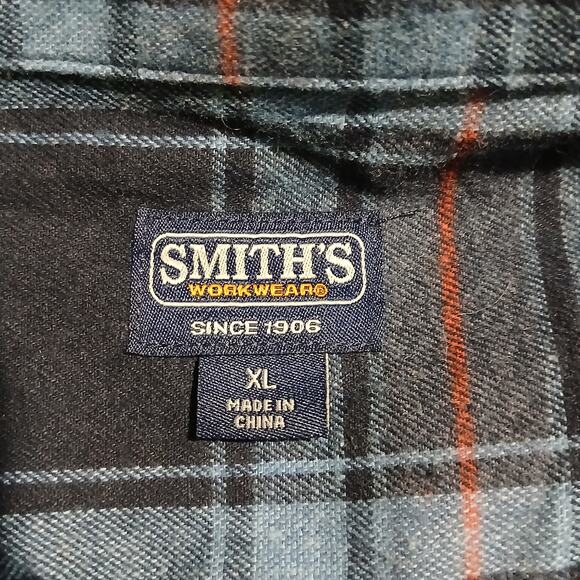 SMITH'S
WORKWEAR®
SINCE 1906
XL
MADE IN
CHINA